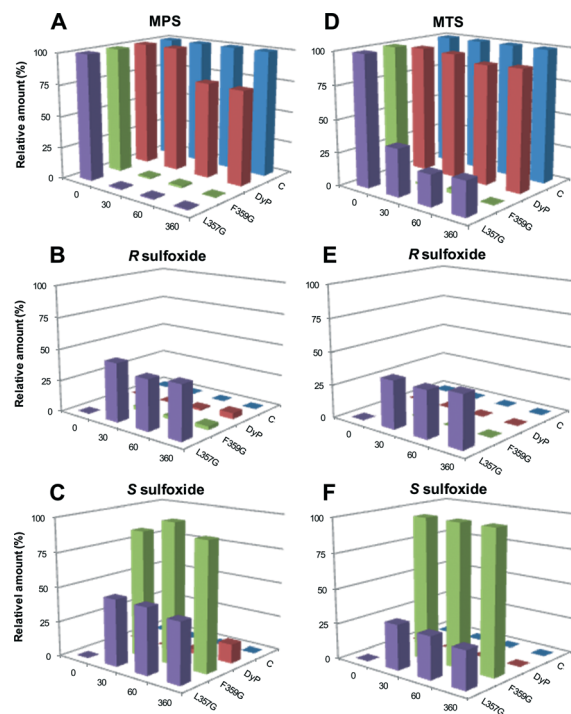 A
MPS
Relative amount (%)
100
75
50
25
0
0
30
60
360
L357G
F359G
DyP
C
D
MTS
100
75
50
25
0
0
30
60
360
L357G
F359G
DyP
C
B
R sulfoxide
Relative amount (%)
100
75
50
25
0
0
30
60
360
L357G
F359G
DyP
C
E
R sulfoxide
100
75
50
25
0
0
30
60
360
L357G
F359G
DyP
C
C
S sulfoxide
Relativel amount (%)
100
75
50
25
0
0
30
60
360
L357G
F359G
DyP
C
F
S sulfoxide
100
75
50
25
0
0
30
60
360
L357G
F359G
DyP
C